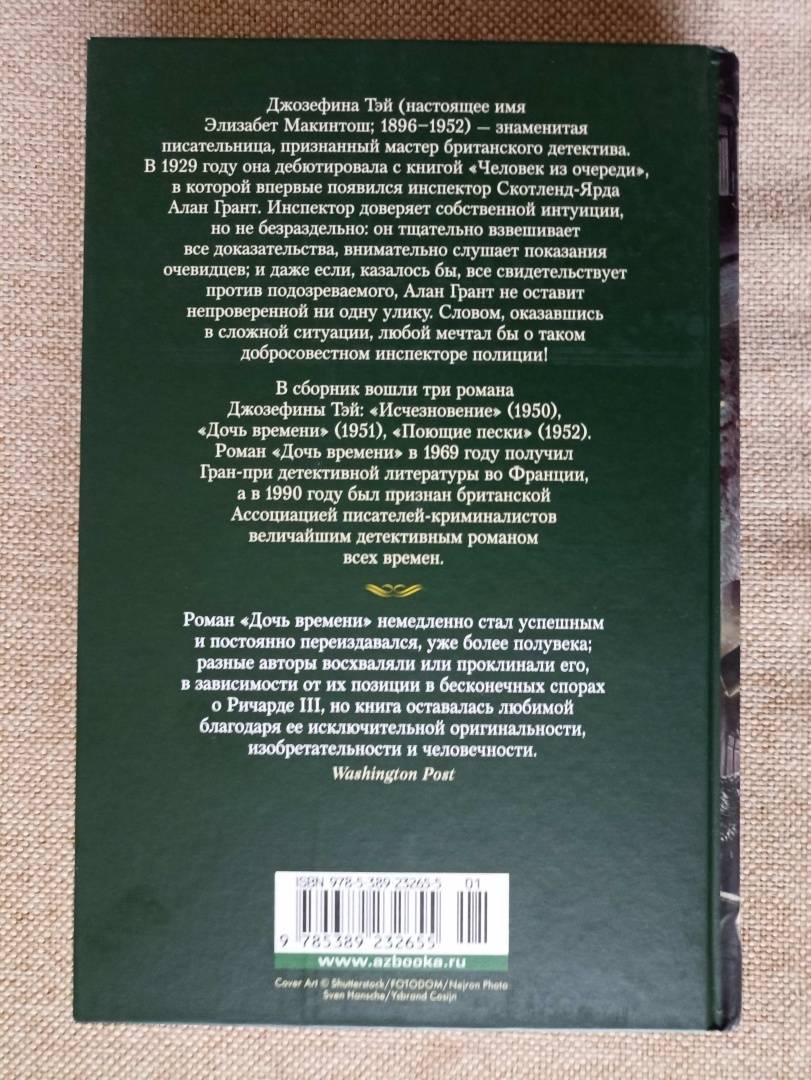 Джозефина Тэй (настоящее имя
Элизабет Макинтош; 1896–1952) — знаменитая
писательница, признанный мастер британского детектива.
В 1929 году она дебютировала с книгой «Человек из очереди»,
в которой впервые появился инспектор Скотленд-Ярда
Алан Грант. Инспектор доверяет собственной интуиции,
но не безраздельно: он тщательно взвешивает
все доказательства, внимательно слушает показания
очевидцев; и даже если, казалось бы, все свидетельствует
против подозреваемого, Алан Грант не оставит
непроверенной ни одну улику. Словом, оказавшись
в сложной ситуации, любой мечтал бы о таком
добросовестном инспекторе полиции!
В сборник вошли три романа
Джозефины Тэй: «Исчезновение» (1950),
«Дочь времени» (1951), «Поющие пески» (1952).
Роман «Дочь времени» в 1969 году получил
Гран-при детективной литературы во Франции,
а в 1990 году был признан британской
Ассоциацией писателей-криминалистов
величайшим детективным романом
всех времен.
Роман «Дочь времени» немедленно стал успешным
и постоянно переиздавался, уже более полувека;
разные авторы восхваляли или проклинали его,
в зависимости от их позиции в бесконечных спорах
о Ричарде III, но книга оставалась любимой
благодаря ее исключительной оригинальности,
изобретательности и человечности.
Washington Post
ISBN 978-5-389-23265-5 01
9 785389 232655
www.azbooka.ru
Cover Art © Shutterstock/FOTODOM/Nejron Photo
Sven Hansche/Ysbrand Cosijn